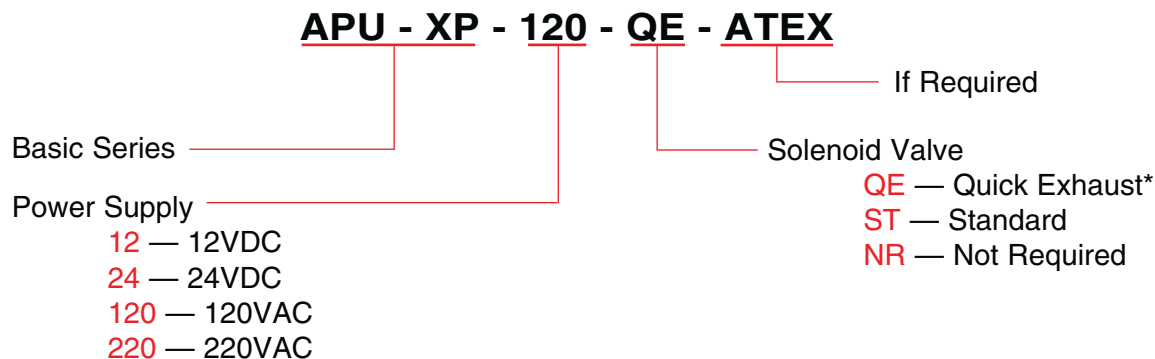 APU - XP - 120 - QE - ATEX
If Required
Basic Series
Solenoid Valve
QE — Quick Exhaust*
ST — Standard
NR — Not Required
Power Supply
12 — 12VDC
24 — 24VDC
120 — 120VAC
220 — 220VAC